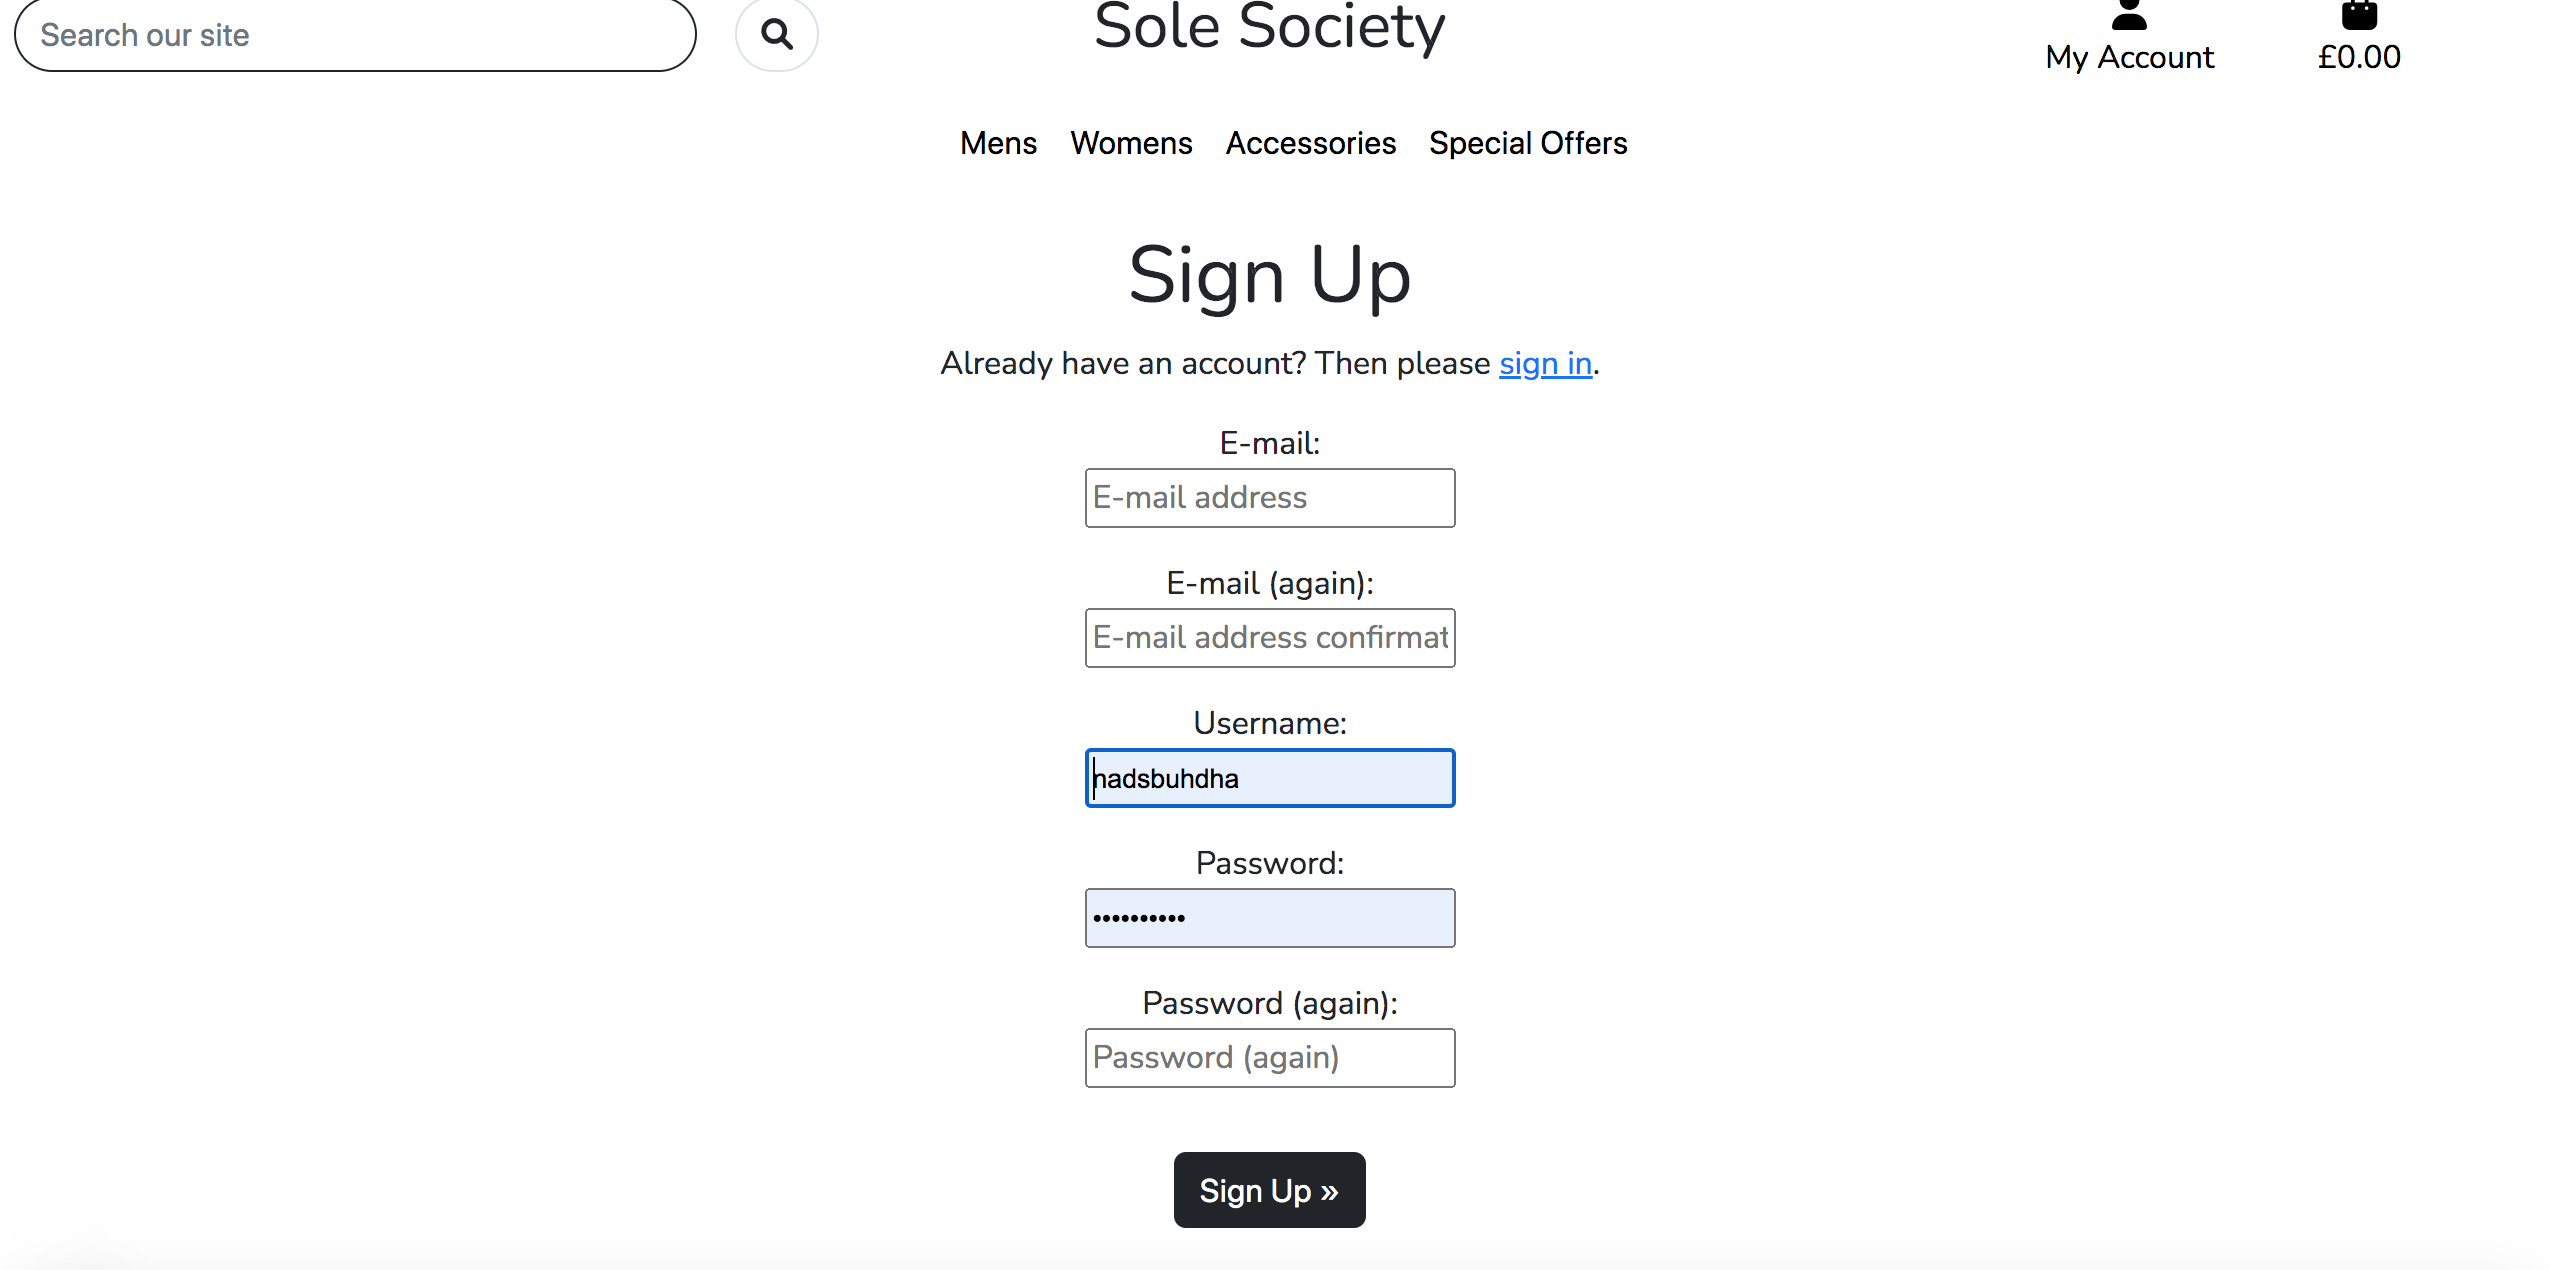 Search our site
Sole Society
My Account
£0.00
Mens Womens Accessories Special Offers
Sign Up
Already have an account? Then please sign in.
E-mail:
E-mail address
E-mail (again):
E-mail address confirmat
Username:
nadsbuhdha
Password:
••••••••••
Password (again):
Password (again)
Sign Up »